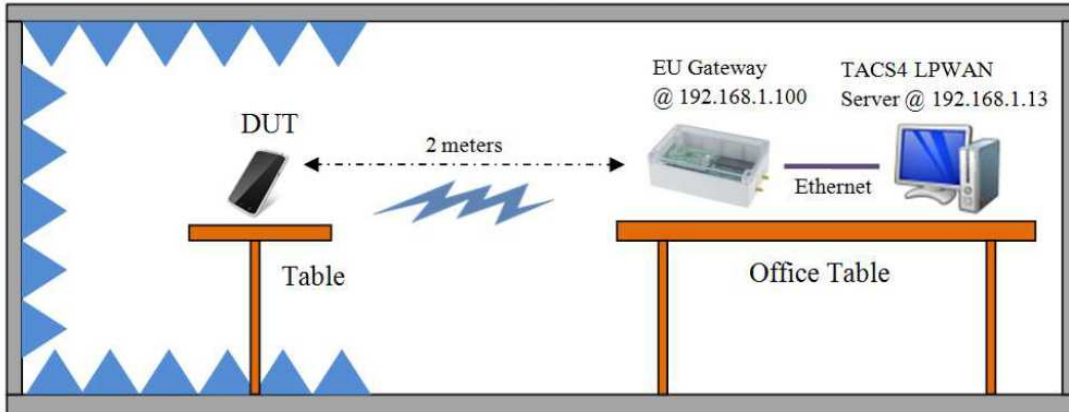 EU Gateway
@ 192.168.1.100
TACS4 LPWAN
Server @ 192.168.1.13
DUT
2 meters
Ethernet
Table
Office Table